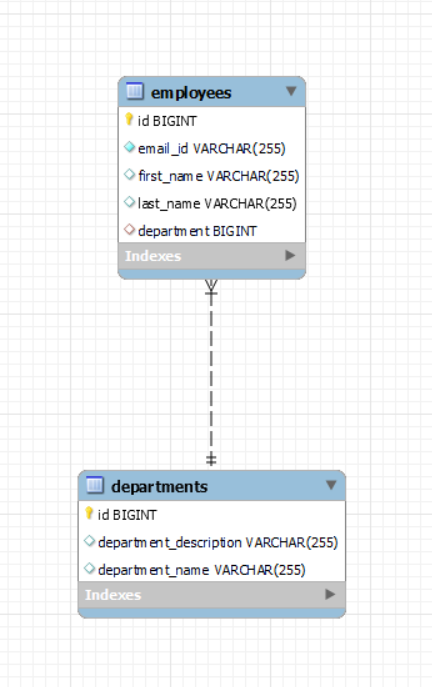 employees
id BIGINT
email_id VARCHAR(255)
first_name VARCHAR(255)
last_name VARCHAR(255)
department BIGINT
Indexes
departments
id BIGINT
department_description VARCHAR(255)
department_name VARCHAR(255)
Indexes